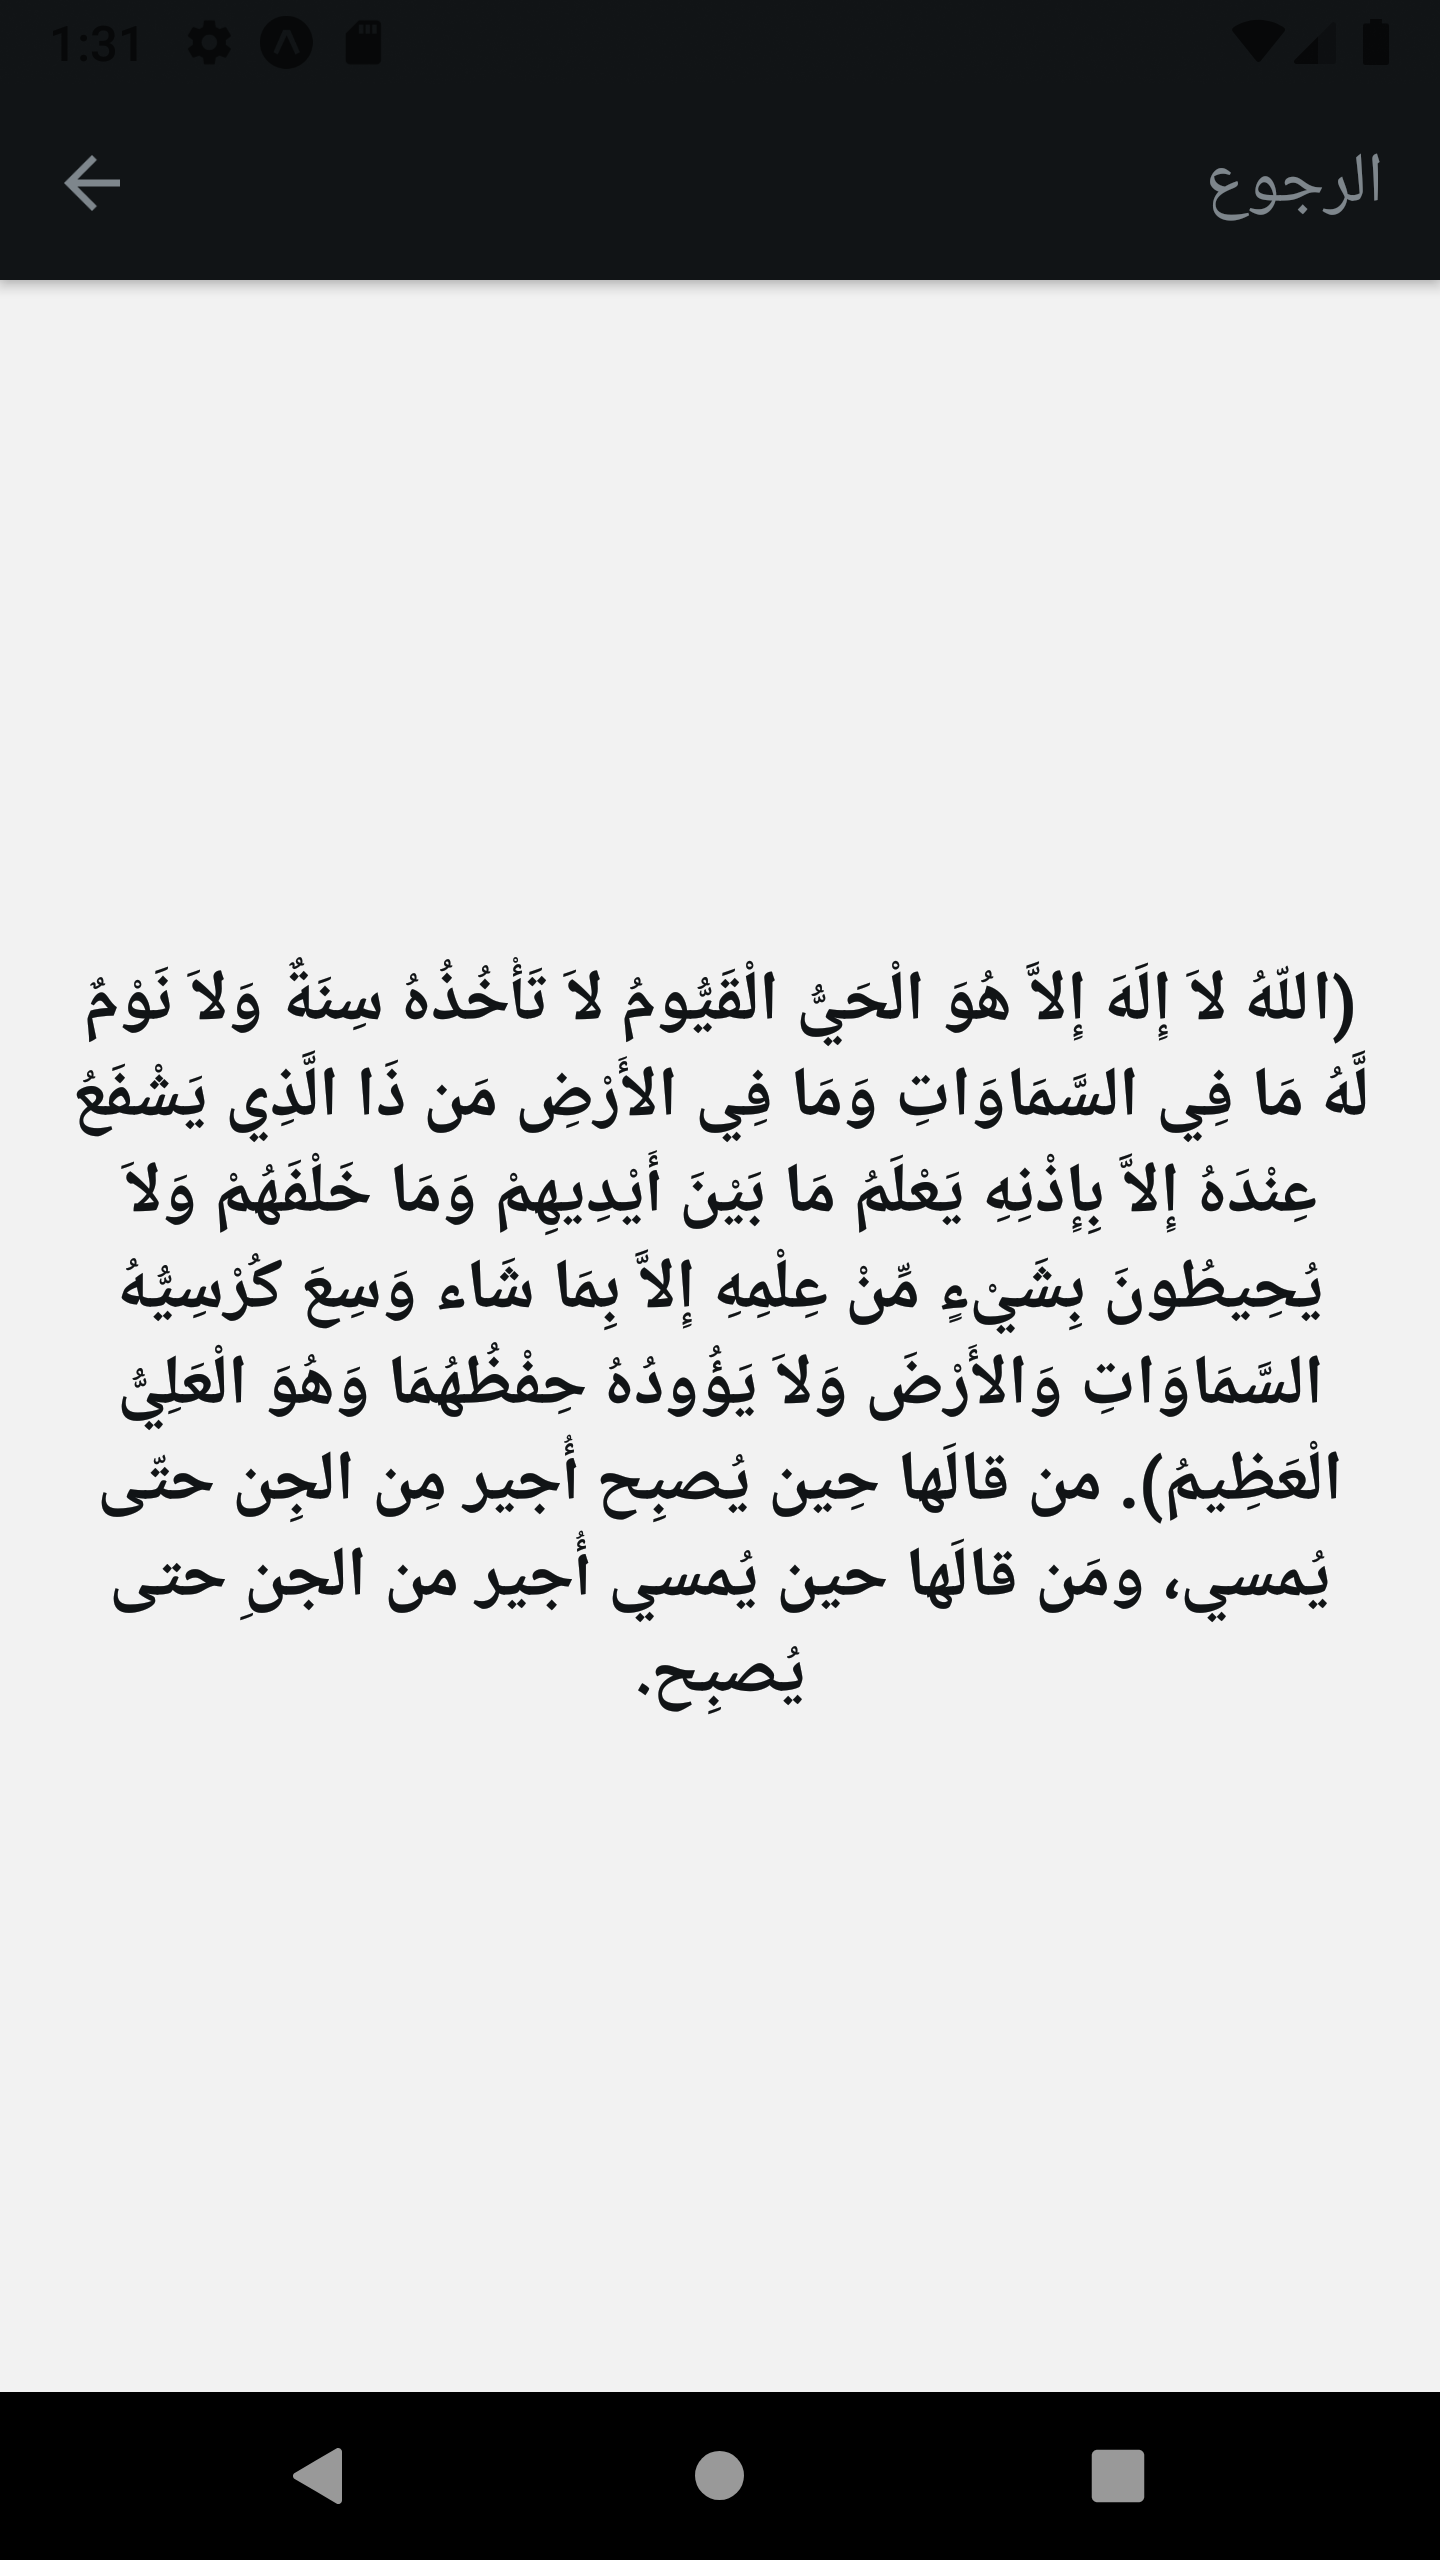 1:31
الرجوع
(اللّهُ لاَ إِلَهَ إِلاَّ هُوَ الْحَيُّ الْقَيُّومُ لاَ تَأْخُذُهُ سِنَةٌ وَلاَ نَوْمٌ
لَّهُ مَا فِي السَّمَاوَاتِ وَمَا فِي الأَرْضِ مَن ذَا الَّذِي يَشْفَعُ
عِنْدَهُ إِلاَّ بِإِذْنِهِ يَعْلَمُ مَا بَيْنَ أَيْدِيهِمْ وَمَا خَلْفَهُمْ وَلاَ
يُحِيطُونَ بِشَيْءٍ مِّنْ عِلْمِهِ إِلاَّ بِمَا شَاء وَسِعَ كُرْسِيُّهُ
السَّمَاوَاتِ وَالأَرْضَ وَلاَ يَؤُودُهُ حِفْظُهُمَا وَهُوَ الْعَلِيُّ
الْعَظِيمُ). من قالَها حِين يُصبِح أُجير مِن الجِن حتّى
يُمسي، ومَن قالَها حين يُمسي أُجير من الجنِ حتى
يُصبِح.